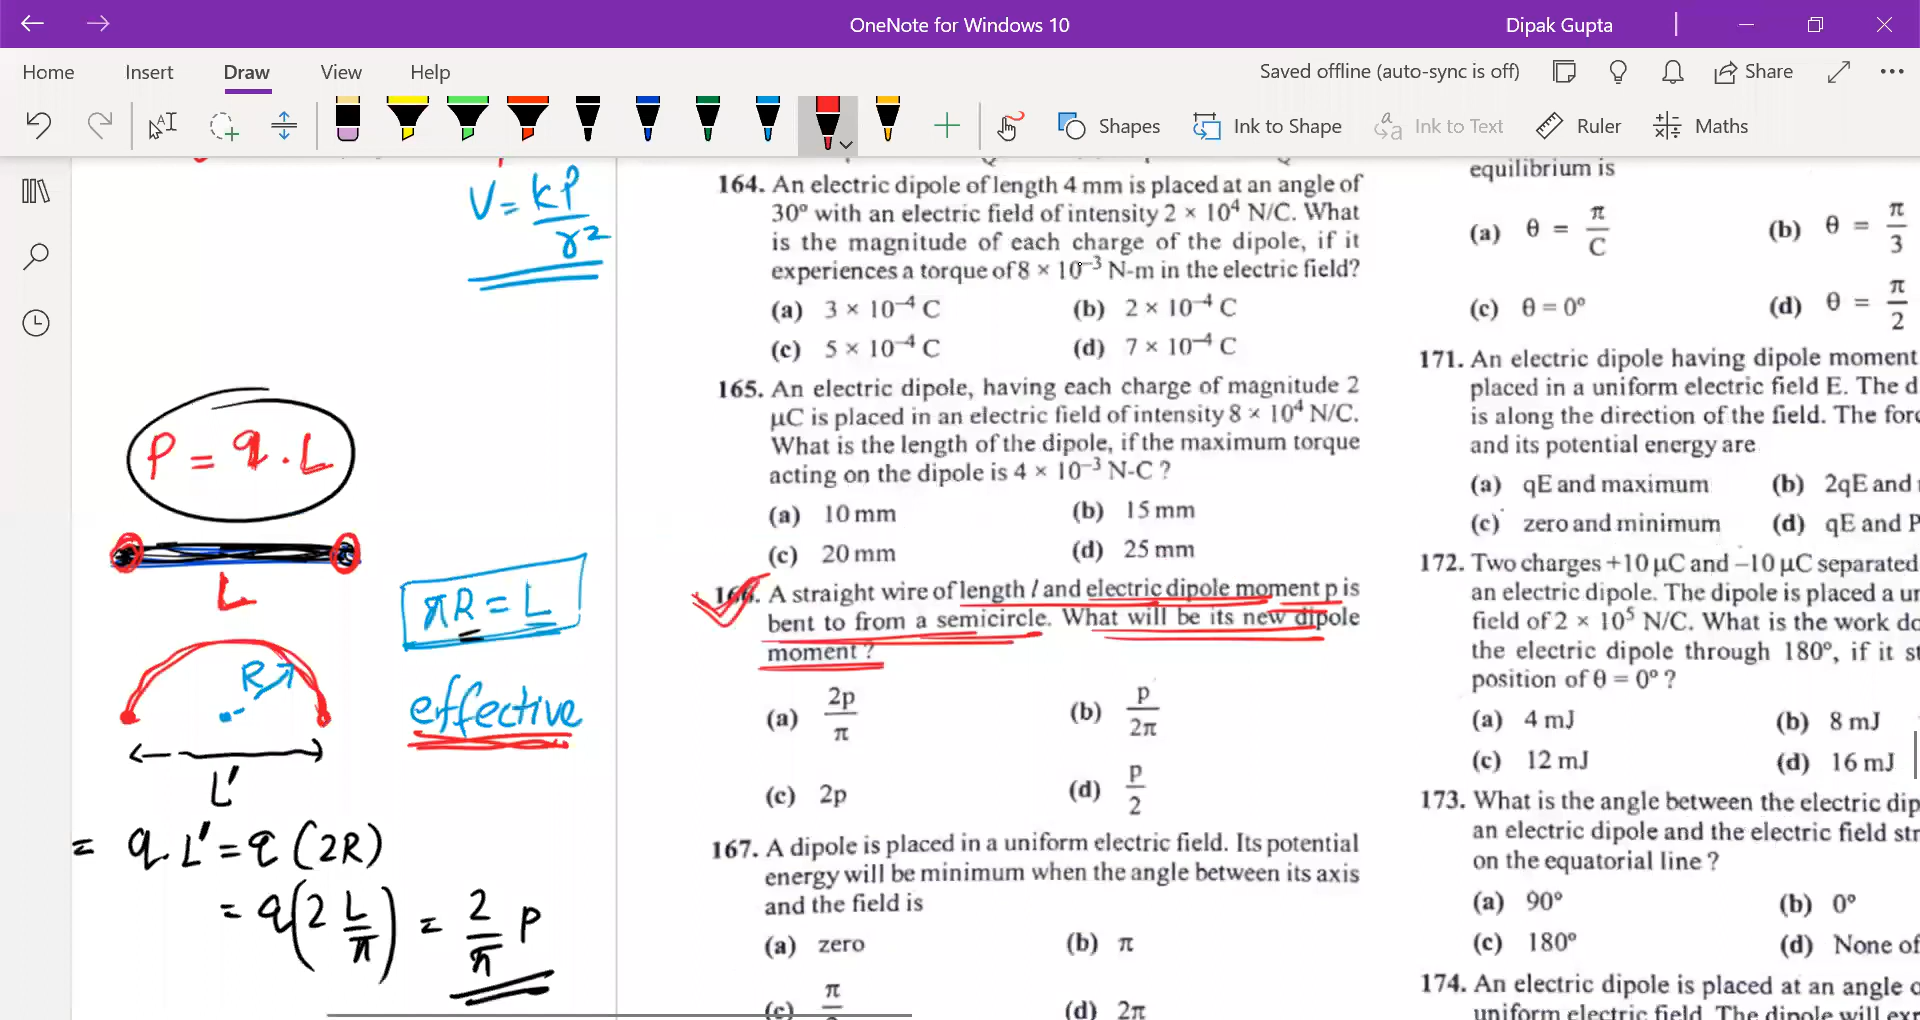 OneNote for Windows 10
Dipak Gupta
Home Insert Draw View Help
Saved offline (auto-sync is off)
Share
Shapes
Ink to Shape
Ink to Text
Ruler
Maths
V = kP / r²
P = q . L
L
πR = L
R
effective
L'
= q. L' = q (2R)
= q(2 L/π) = 2/π P
164. An electric dipole of length 4 mm is placed at an angle of
30° with an electric field of intensity 2 × 10⁴ N/C. What
is the magnitude of each charge of the dipole, if it
experiences a torque of 8 × 10⁻³ N-m in the electric field?
(a) 3 × 10⁻⁴ C (b) 2 × 10⁻⁴ C
(c) 5 × 10⁻⁴ C (d) 7 × 10⁻⁴ C
165. An electric dipole, having each charge of magnitude 2
μC is placed in an electric field of intensity 8 × 10⁴ N/C.
What is the length of the dipole, if the maximum torque
acting on the dipole is 4 × 10⁻³ N-C ?
(a) 10 mm (b) 15 mm
(c) 20 mm (d) 25 mm
166. A straight wire of length l and electric dipole moment p is
bent to from a semicircle. What will be its new dipole
moment ?
(a) 2p/π (b) p/2π
(c) 2p (d) p/2
167. A dipole is placed in a uniform electric field. Its potential
energy will be minimum when the angle between its axis
and the field is
(a) zero (b) π
(c) π (d) 2π
equilibrium is
(a) θ = π/C (b) θ = π/3
(c) θ = 0° (d) θ = π/2
171. An electric dipole having dipole moment
placed in a uniform electric field E. The d
is along the direction of the field. The forc
and its potential energy are
(a) qE and maximum (b) 2qE and
(c) zero and minimum (d) qE and P
172. Two charges +10 μC and –10 μC separated
an electric dipole. The dipole is placed a un
field of 2 × 10⁵ N/C. What is the work do
the electric dipole through 180°, if it st
position of θ = 0° ?
(a) 4 mJ (b) 8 mJ
(c) 12 mJ (d) 16 mJ
173. What is the angle between the electric dip
an electric dipole and the electric field str
on the equatorial line ?
(a) 90° (b) 0°
(c) 180° (d) None of
174. An electric dipole is placed at an angle o
uniform electric field. The dipole will exp